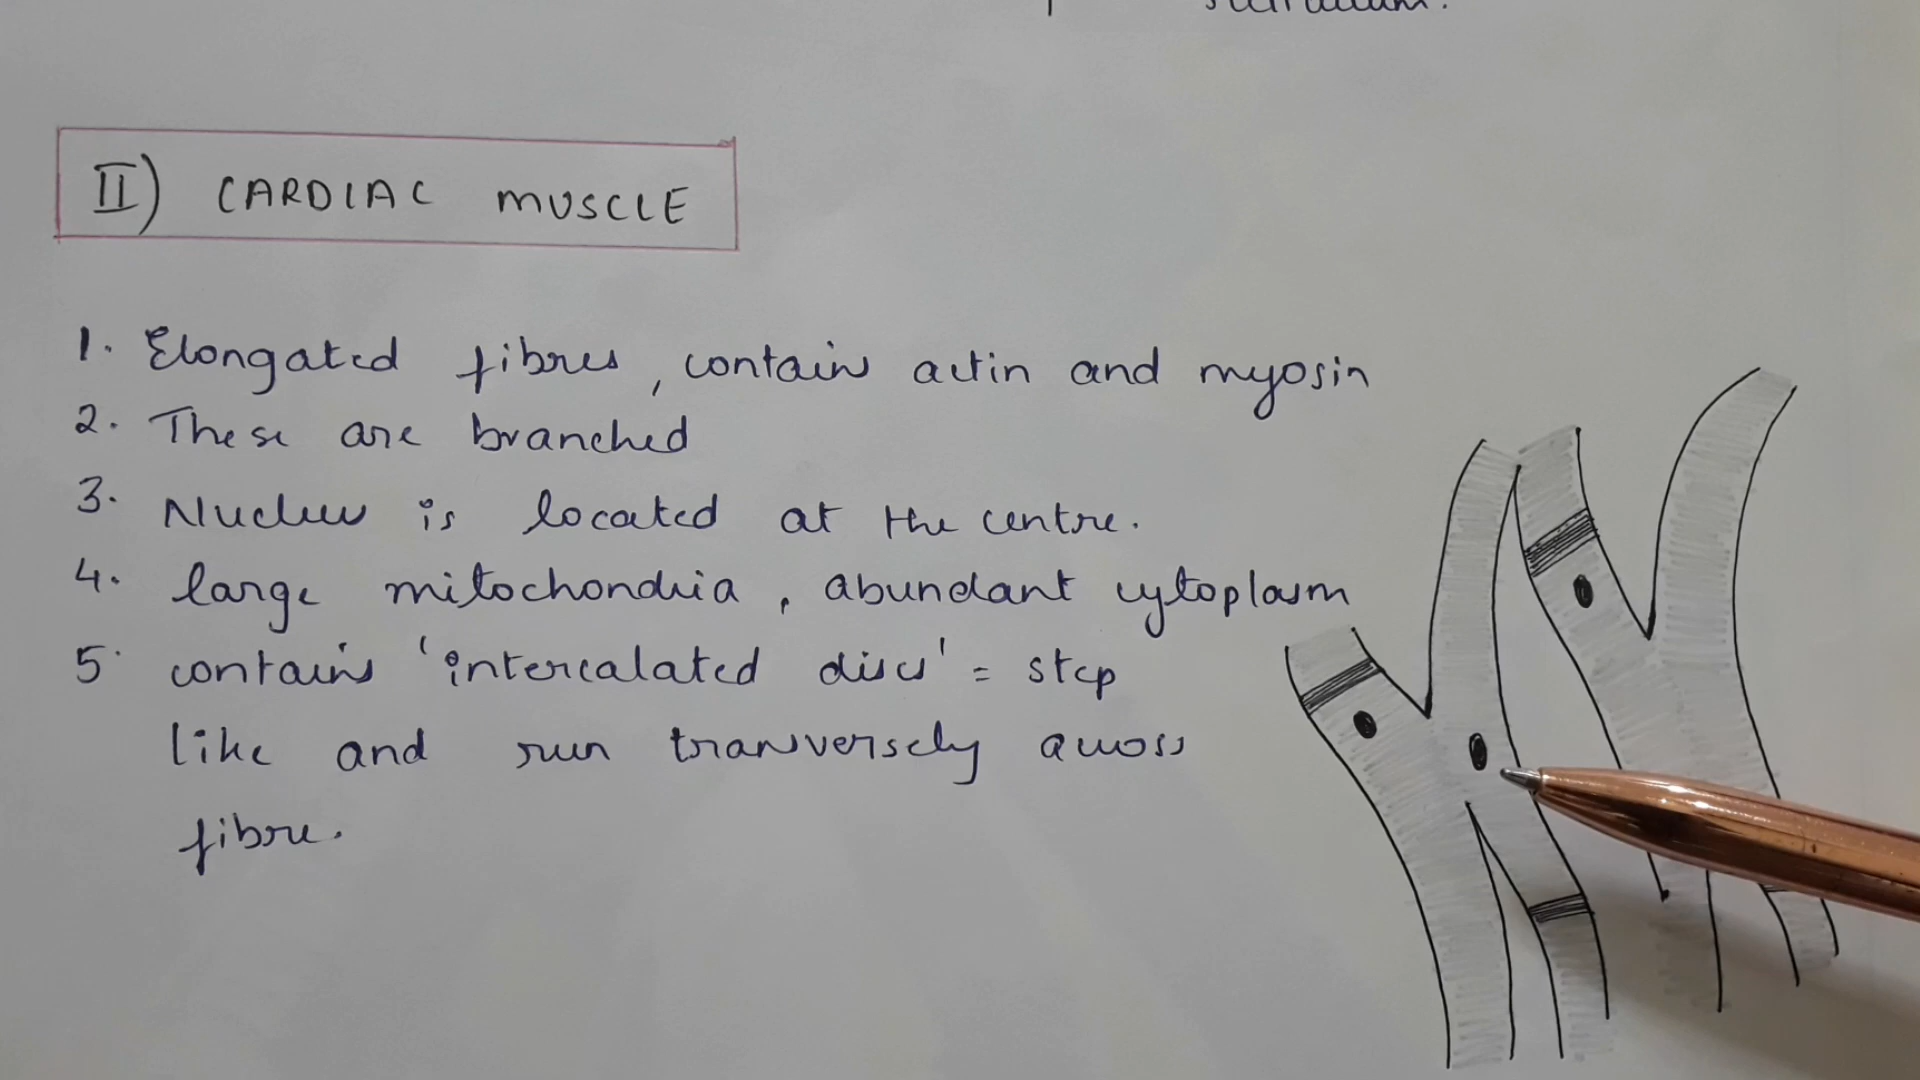 II) CARDIAC MUSCLE
1. Elongated fibres, contain actin and myosin
2. These are branched
3. Nucleus is located at the centre.
4. large mitochondria, abundant cytoplasm
5. contains 'intercalated discs' = step
like and run transversely across
fibre.